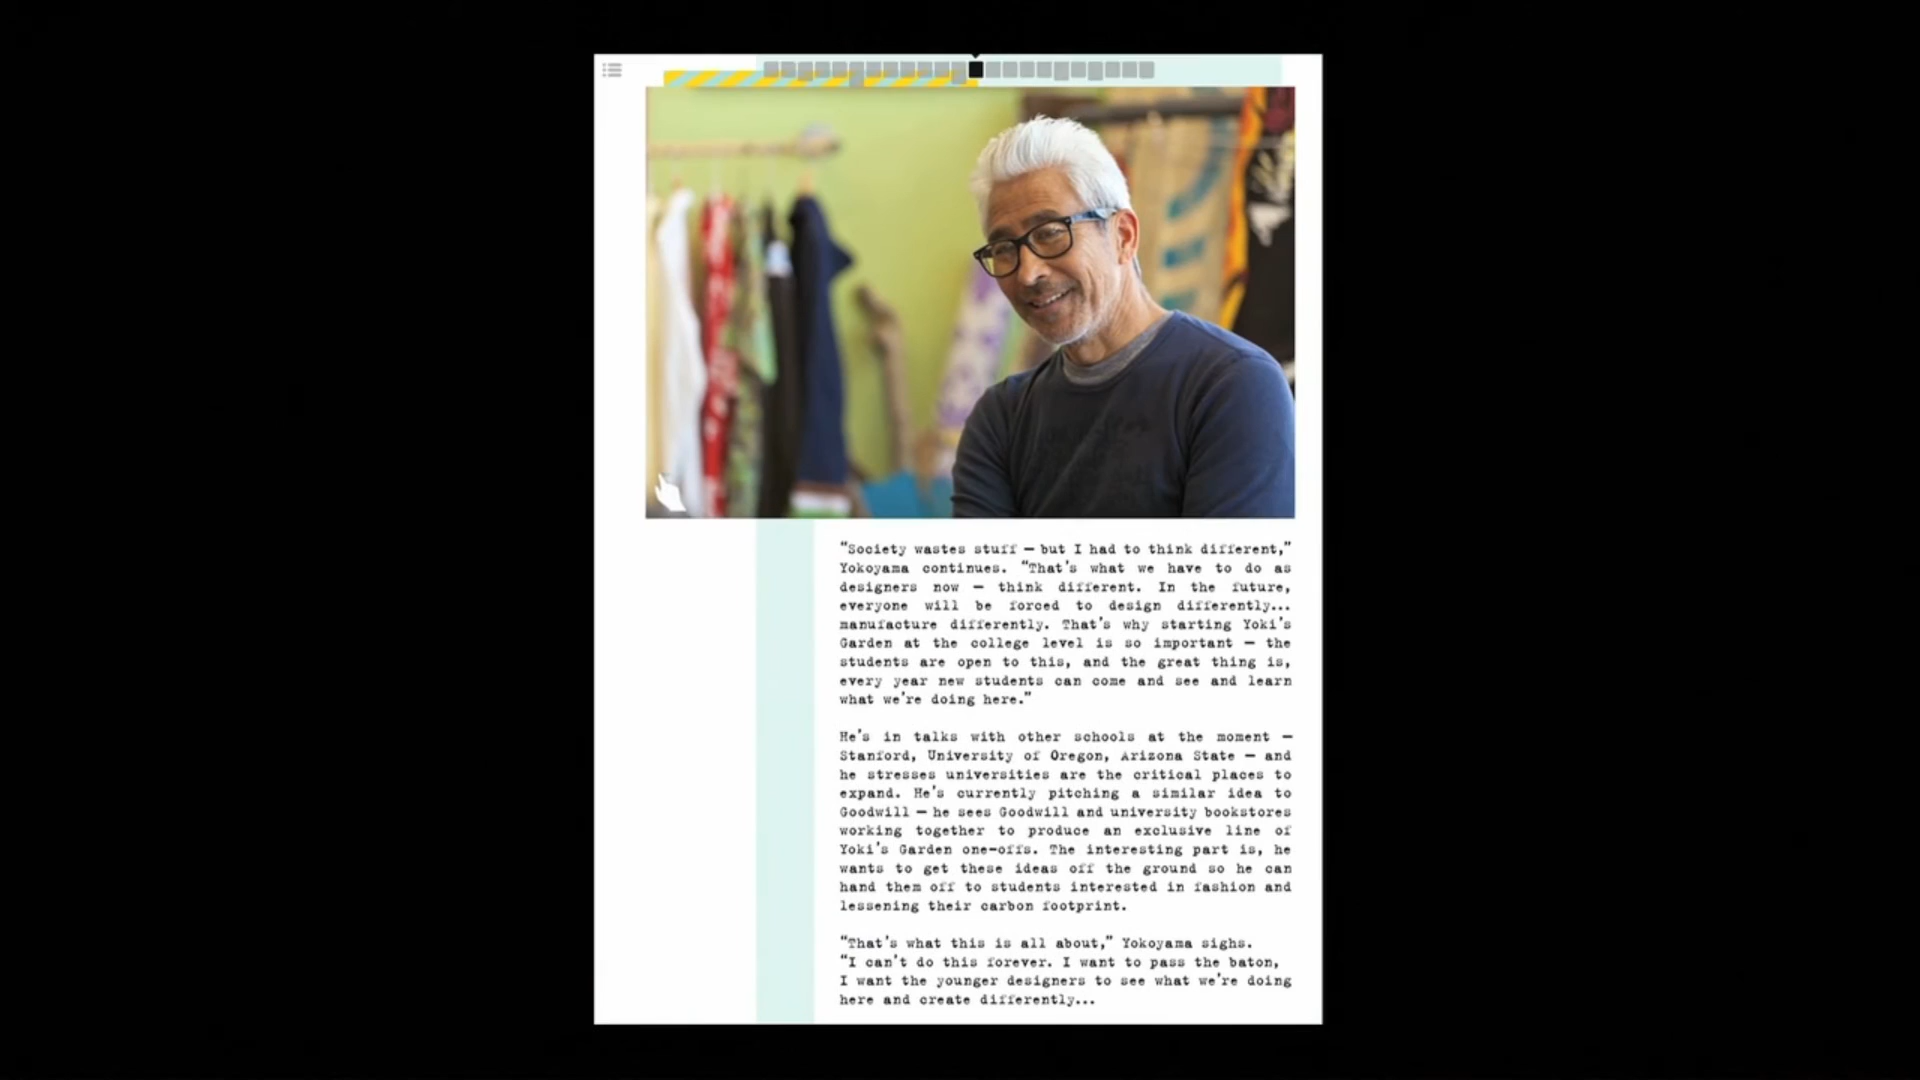 “Society wastes stuff — but I had to think different,”
Yokoyama continues. “That’s what we have to do as
designers now — think different. In the future,
everyone will be forced to design differently...
manufacture differently. That’s why starting Yoki’s
Garden at the college level is so important — the
students are open to this, and the great thing is,
every year new students can come and see and learn
what we’re doing here.”
He’s in talks with other schools at the moment —
Stanford, University of Oregon, Arizona State — and
he stresses universities are the critical places to
expand. He’s currently pitching a similar idea to
Goodwill — he sees Goodwill and university bookstores
working together to produce an exclusive line of
Yoki’s Garden one-offs. The interesting part is, he
wants to get these ideas off the ground so he can
hand them off to students interested in fashion and
lessening their carbon footprint.
“That’s what this is all about,” Yokoyama sighs.
“I can’t do this forever. I want to pass the baton,
I want the younger designers to see what we’re doing
here and create differently...